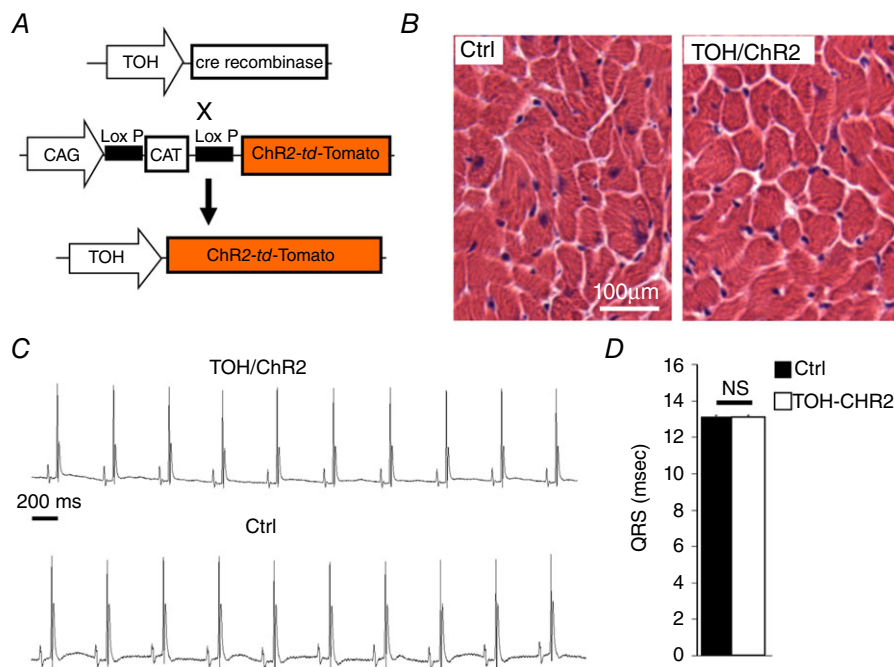 A
TOH
cre recombinase
X
Lox P
Lox P
CAG
CAT
ChR2-td-Tomato
TOH
ChR2-td-Tomato
B
Ctrl
TOH/ChR2
100μm
C
TOH/ChR2
200 ms
Ctrl
D
16
14
12
10
8
6
4
2
0
QRS (msec)
NS
Ctrl
TOH-CHR2